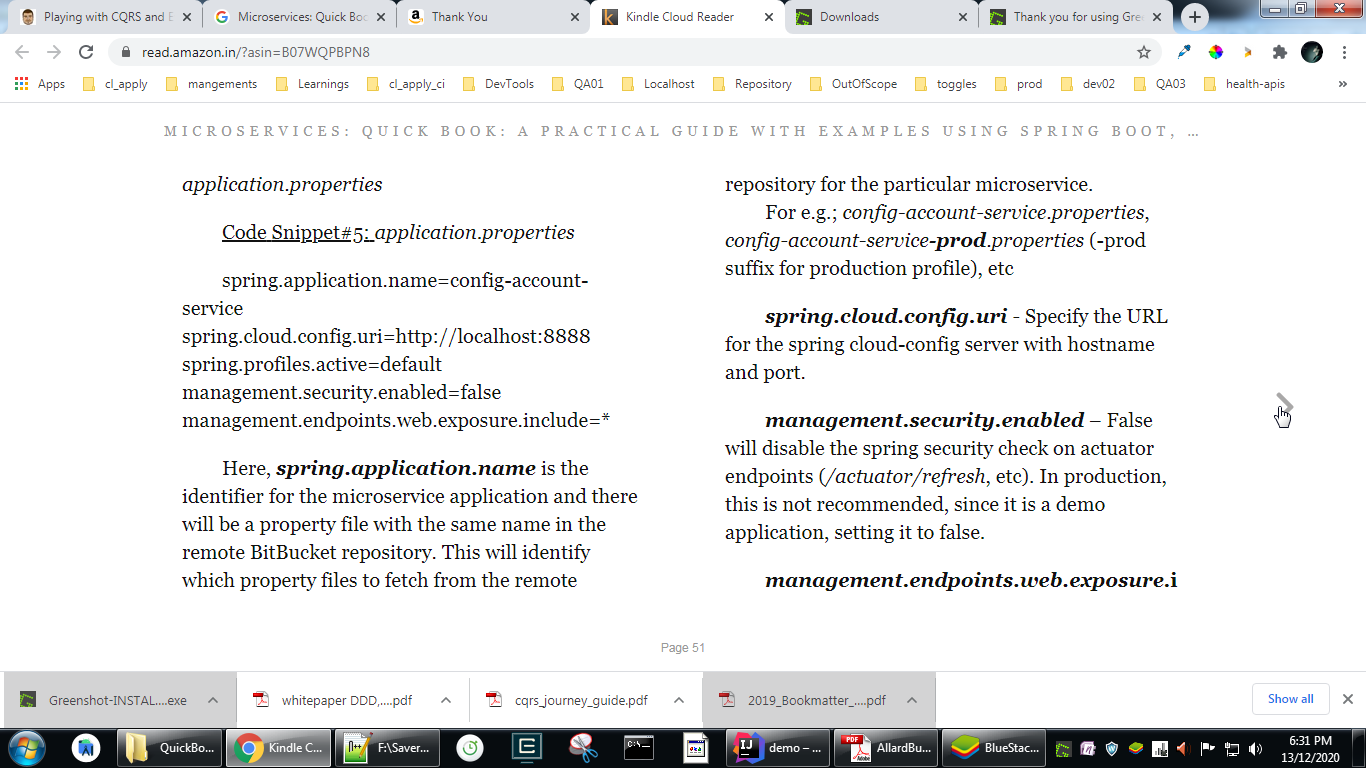 Playing with CQRS and E
Microservices: Quick Boo
Thank You
Kindle Cloud Reader
Downloads
Thank you for using Gree
read.amazon.in/?asin=B07WQPBPN8
Apps
cl_apply
mangements
Learnings
cl_apply_ci
DevTools
QA01
Localhost
Repository
OutOfScope
toggles
prod
dev02
QA03
health-apis
»
MICROSERVICES: QUICK BOOK: A PRACTICAL GUIDE WITH EXAMPLES USING SPRING BOOT, …
application.properties
Code Snippet#5: application.properties
spring.application.name=config-account-
service
spring.cloud.config.uri=http://localhost:8888
spring.profiles.active=default
management.security.enabled=false
management.endpoints.web.exposure.include=*
Here, spring.application.name is the
identifier for the microservice application and there
will be a property file with the same name in the
remote BitBucket repository. This will identify
which property files to fetch from the remote
repository for the particular microservice.
For e.g.; config-account-service.properties,
config-account-service-prod.properties (-prod
suffix for production profile), etc
spring.cloud.config.uri - Specify the URL
for the spring cloud-config server with hostname
and port.
management.security.enabled – False
will disable the spring security check on actuator
endpoints (/actuator/refresh, etc). In production,
this is not recommended, since it is a demo
application, setting it to false.
management.endpoints.web.exposure.i
Page 51
Greenshot-INSTAL....exe
whitepaper DDD,....pdf
cqrs_journey_guide.pdf
2019_Bookmatter_....pdf
Show all
QuickBo...
Kindle C...
F:\Saver...
C:\
demo – ...
AllardBu...
BlueStac...
6:31 PM
13/12/2020